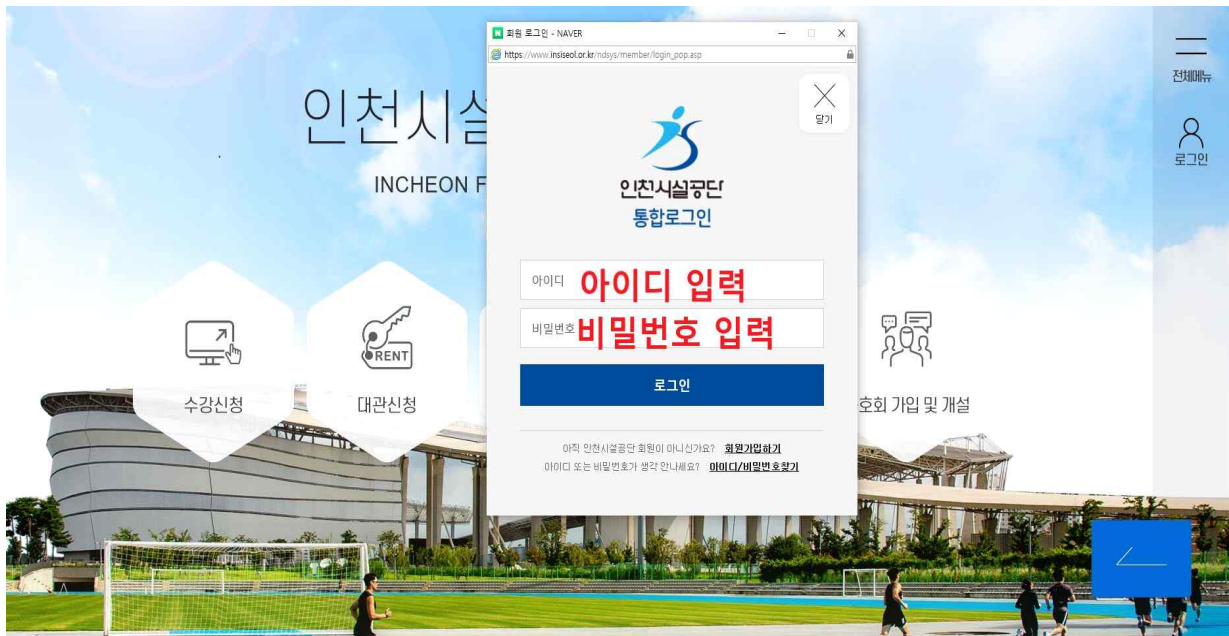 회원 로그인 - NAVER
https://www.insiseol.or.kr/ndsys/member/login_pop.asp
전체메뉴
닫기
인천시설
로그인
INCHEON F
인천시설공단
통합로그인
아이디 아이디 입력
비밀번호 비밀번호 입력
RENT
로그인
수강신청
대관신청
호회 가입 및 개설
아직 인천시설공단 회원이 아니신가요? 회원가입하기
아이디 또는 비밀번호가 생각 안나세요? 아이디/비밀번호찾기